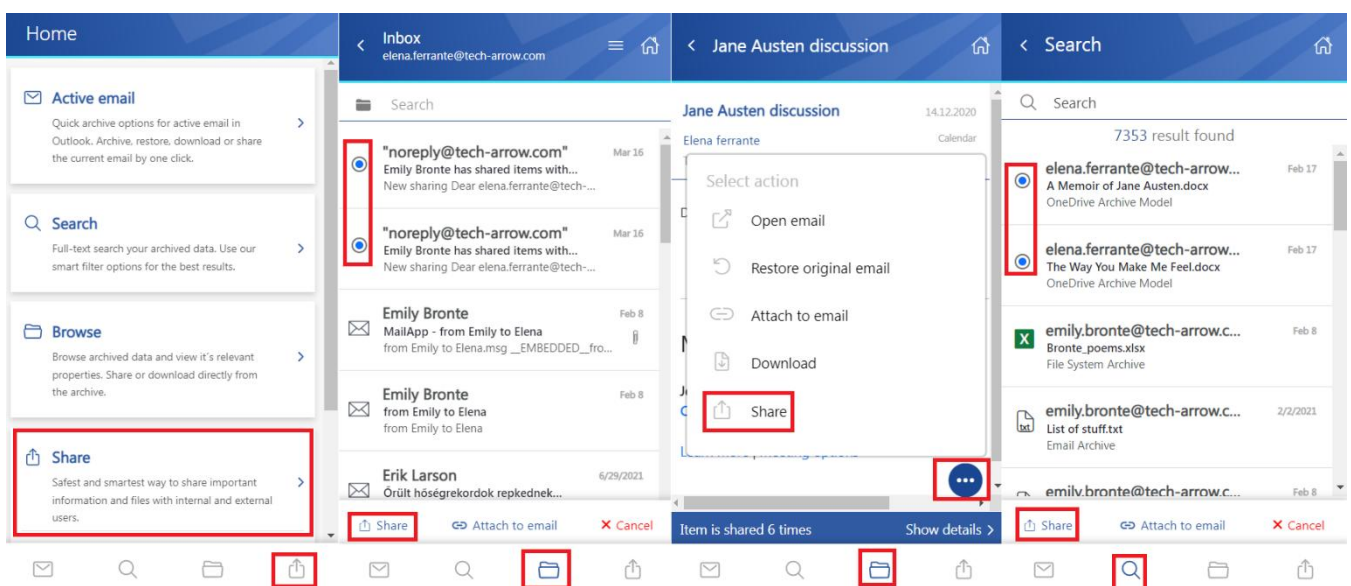 Home
Active email
Quick archive options for active email in
Outlook. Archive, restore, download or share
the current email by one click.
Search
Full-text search your archived data. Use our
smart filter options for the best results.
Browse
Browse archived data and view it´s relevant
properties. Share or download directly from
the archive.
Share
Safest and smartest way to share important
information and files with internal and external
users.
Inbox
elena.ferrante@tech-arrow.com
Search
"noreply@tech-arrow.com" Mar 16
Emily Bronte has shared items with...
New sharing Dear elena.ferrante@tech-...
"noreply@tech-arrow.com" Mar 16
Emily Bronte has shared items with...
New sharing Dear elena.ferrante@tech-...
Emily Bronte Feb 8
MailApp - from Emily to Elena
from Emily to Elena.msg __EMBEDDED__fro...
Emily Bronte Feb 8
from Emily to Elena
from Emily to Elena
Erik Larson 6/29/2021
Őrült hőségrekordok repkednek...
Share Attach to email Cancel
Jane Austen discussion
Jane Austen discussion 14.12.2020
Elena ferrante Calendar
Select action
Open email
Restore original email
Attach to email
Download
Share
Item is shared 6 times Show details
Search
Search
7353 result found
elena.ferrante@tech-arrow... Feb 17
A Memoir of Jane Austen.docx
OneDrive Archive Model
elena.ferrante@tech-arrow... Feb 17
The Way You Make Me Feel.docx
OneDrive Archive Model
emily.bronte@tech-arrow.c... Feb 8
X
Bronte_poems.xlsx
File System Archive
emily.bronte@tech-arrow.c... 2/2/2021
txt
List of stuff.txt
Email Archive
emily.bronte@tech-arrow.c... Feb 8
Share Attach to email Cancel